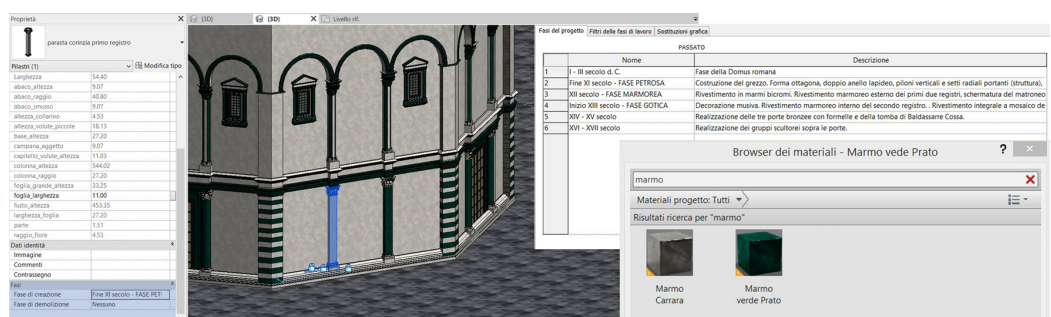 Proprietà
parasta corinzia primo registro
Pilastri (1) Modifica tipo
Larghezza 54.40
abaco_altezza 9.07
abaco_raggio 40.80
abaco_smusso 9.07
altezza_collarino 4.53
altezza_volute_piccole 18.13
base_altezza 27.20
campana_aggetto 9.07
capitello_volute_altezza 11.03
colonna_altezza 544.02
colonna_raggio 27.20
foglia_grande_altezza 33.25
foglia_larghezza 11.00
fusto_altezza 453.35
larghezza_foglia 27.20
parte 1.51
raggio_fiore 4.53
Dati identità
Immagine
Commenti
Contrassegno
Fasi
Fase di creazione Fine XI secolo - FASE PET
Fase di demolizione Nessuno
{3D} {3D} X Livello rif.
Fasi del progetto Filtri delle fasi di lavoro Sostituzioni grafica
PASSATO
Nome Descrizione
1 I - III secolo d. C. Fase della Domus romana
2 Fine XI secolo - FASE PETROSA Costruzione del grezzo. Forma ottagona, doppio anello lapideo, piloni verticali e setti radiali portanti (struttura),
3 XII secolo - FASE MARMOREA Rivestimento in marmi bicromi. Rivestimento marmoreo esterno dei primi due registri, schermatura del matroneo
4 Inizio XIII secolo - FASE GOTICA Decorazione musiva. Rivestimento marmoreo interno del secondo registro. . Rivestimento integrale a mosaico de
5 XIV - XV secolo Realizzazione delle tre porte bronzee con formelle e della tomba di Baldassarre Cossa.
6 XVI - XVII secolo Realizzazione dei gruppi scultorei sopra le porte.
Browser dei materiali - Marmo vede Prato ? ×
marmo
Materiali progetto: Tutti
Risultati ricerca per "marmo"
Marmo
Carrara
Marmo
verde Prato